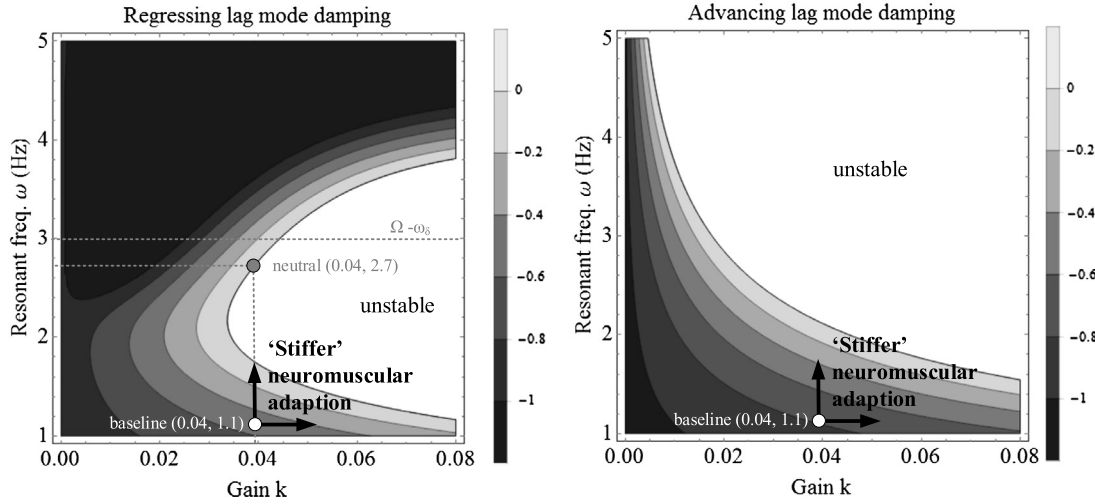 Regressing lag mode damping
Resonant freq. ω (Hz)
5
4
3
2
1
0.00
0.02
0.04
0.06
0.08
Gain k
Ω -ωδ
neutral (0.04, 2.7)
unstable
‘Stiffer’
neuromuscular
adaption
baseline (0.04, 1.1)
0
-0.2
-0.4
-0.6
-0.8
-1
Advancing lag mode damping
Resonant freq. ω (Hz)
5
4
3
2
1
0.00
0.02
0.04
0.06
0.08
Gain k
unstable
‘Stiffer’
neuromuscular
adaption
baseline (0.04, 1.1)
0
-0.2
-0.4
-0.6
-0.8
-1